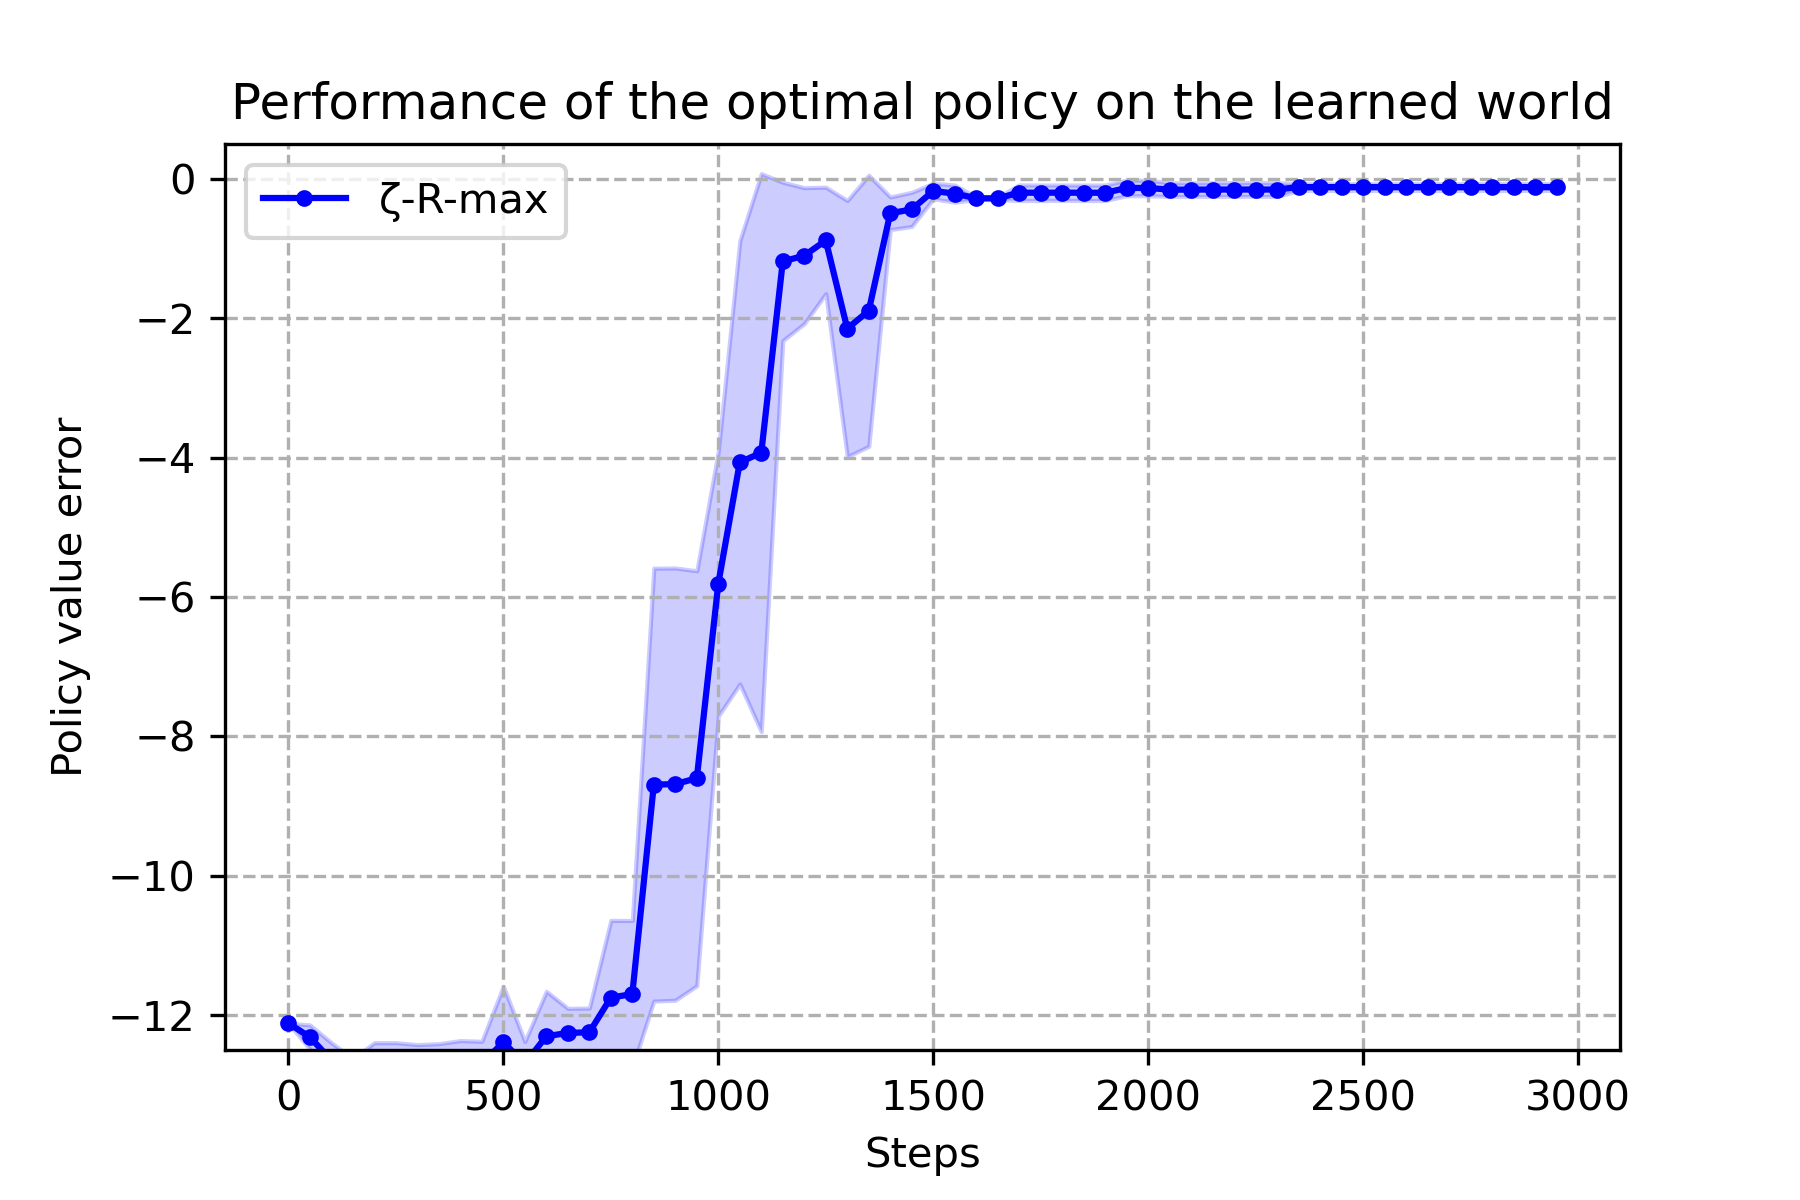 Performance of the optimal policy on the learned world
ζ-R-max
Policy value error
0
−2
−4
−6
−8
−10
−12
0 500 1000 1500 2000 2500 3000
Steps